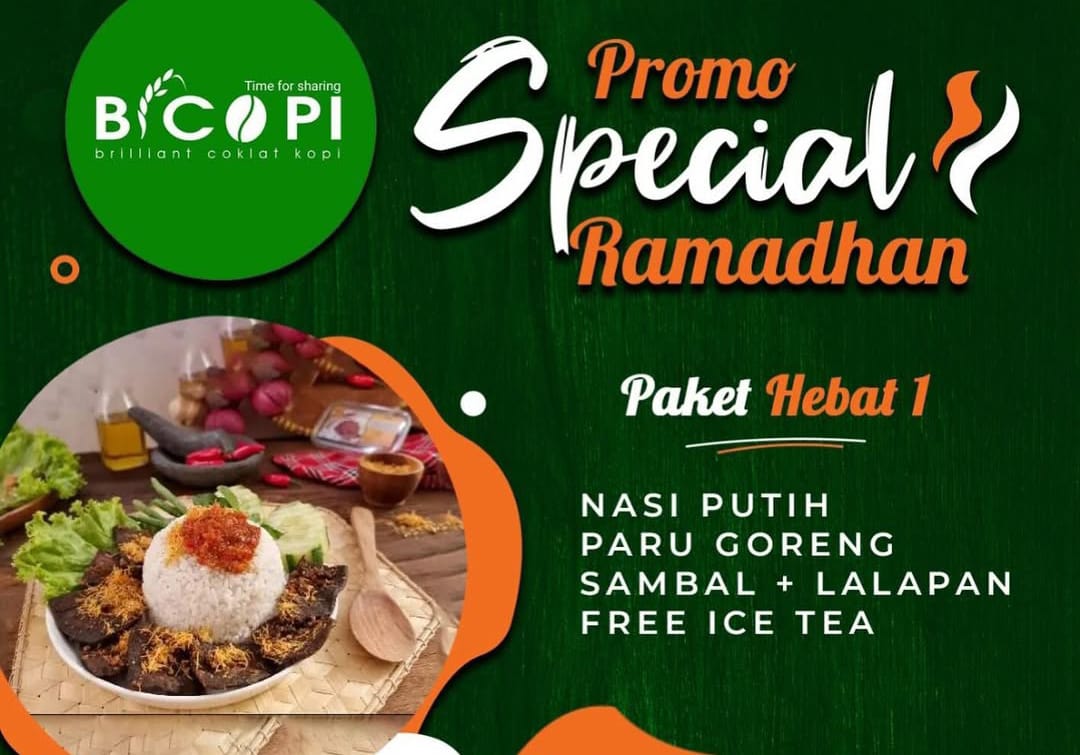 Time for sharing
BICOPI
brilliant coklat kopi
Promo
Special
Ramadhan
Paket Hebat 1
NASI PUTIH
PARU GORENG
SAMBAL + LALAPAN
FREE ICE TEA